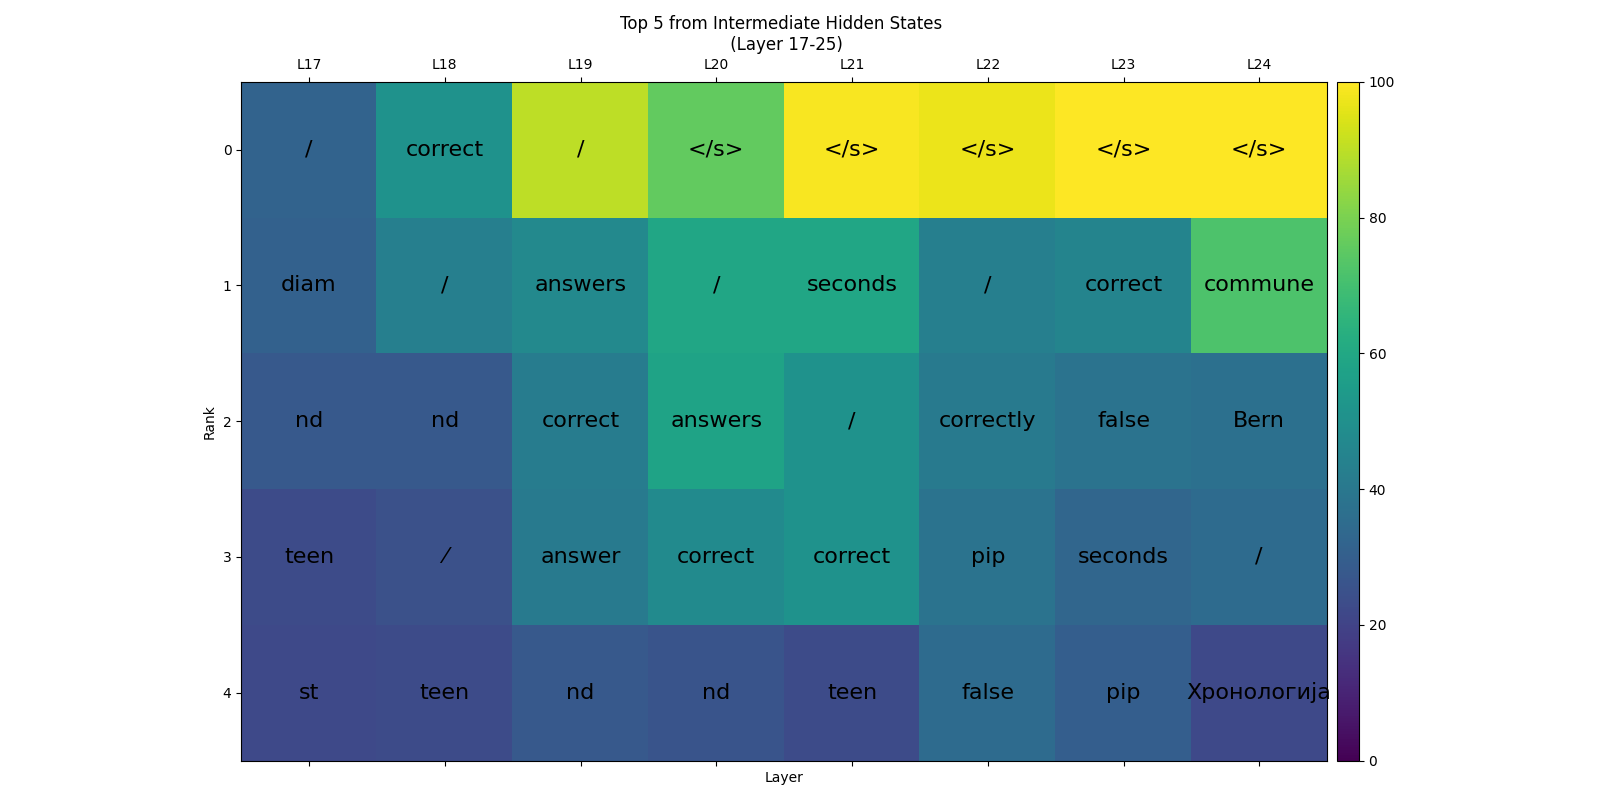 Top 5 from Intermediate Hidden States
(Layer 17-25)
L17 L18 L19 L20 L21 L22 L23 L24
0 / correct / </s> </s> </s> </s> </s> 100
80
1 diam / answers / seconds / correct commune
60
Rank 2 nd nd correct answers / correctly false Bern
40
3 teen ⁄ answer correct correct pip seconds /
20
4 st teen nd nd teen false pip Хронологија
0
Layer